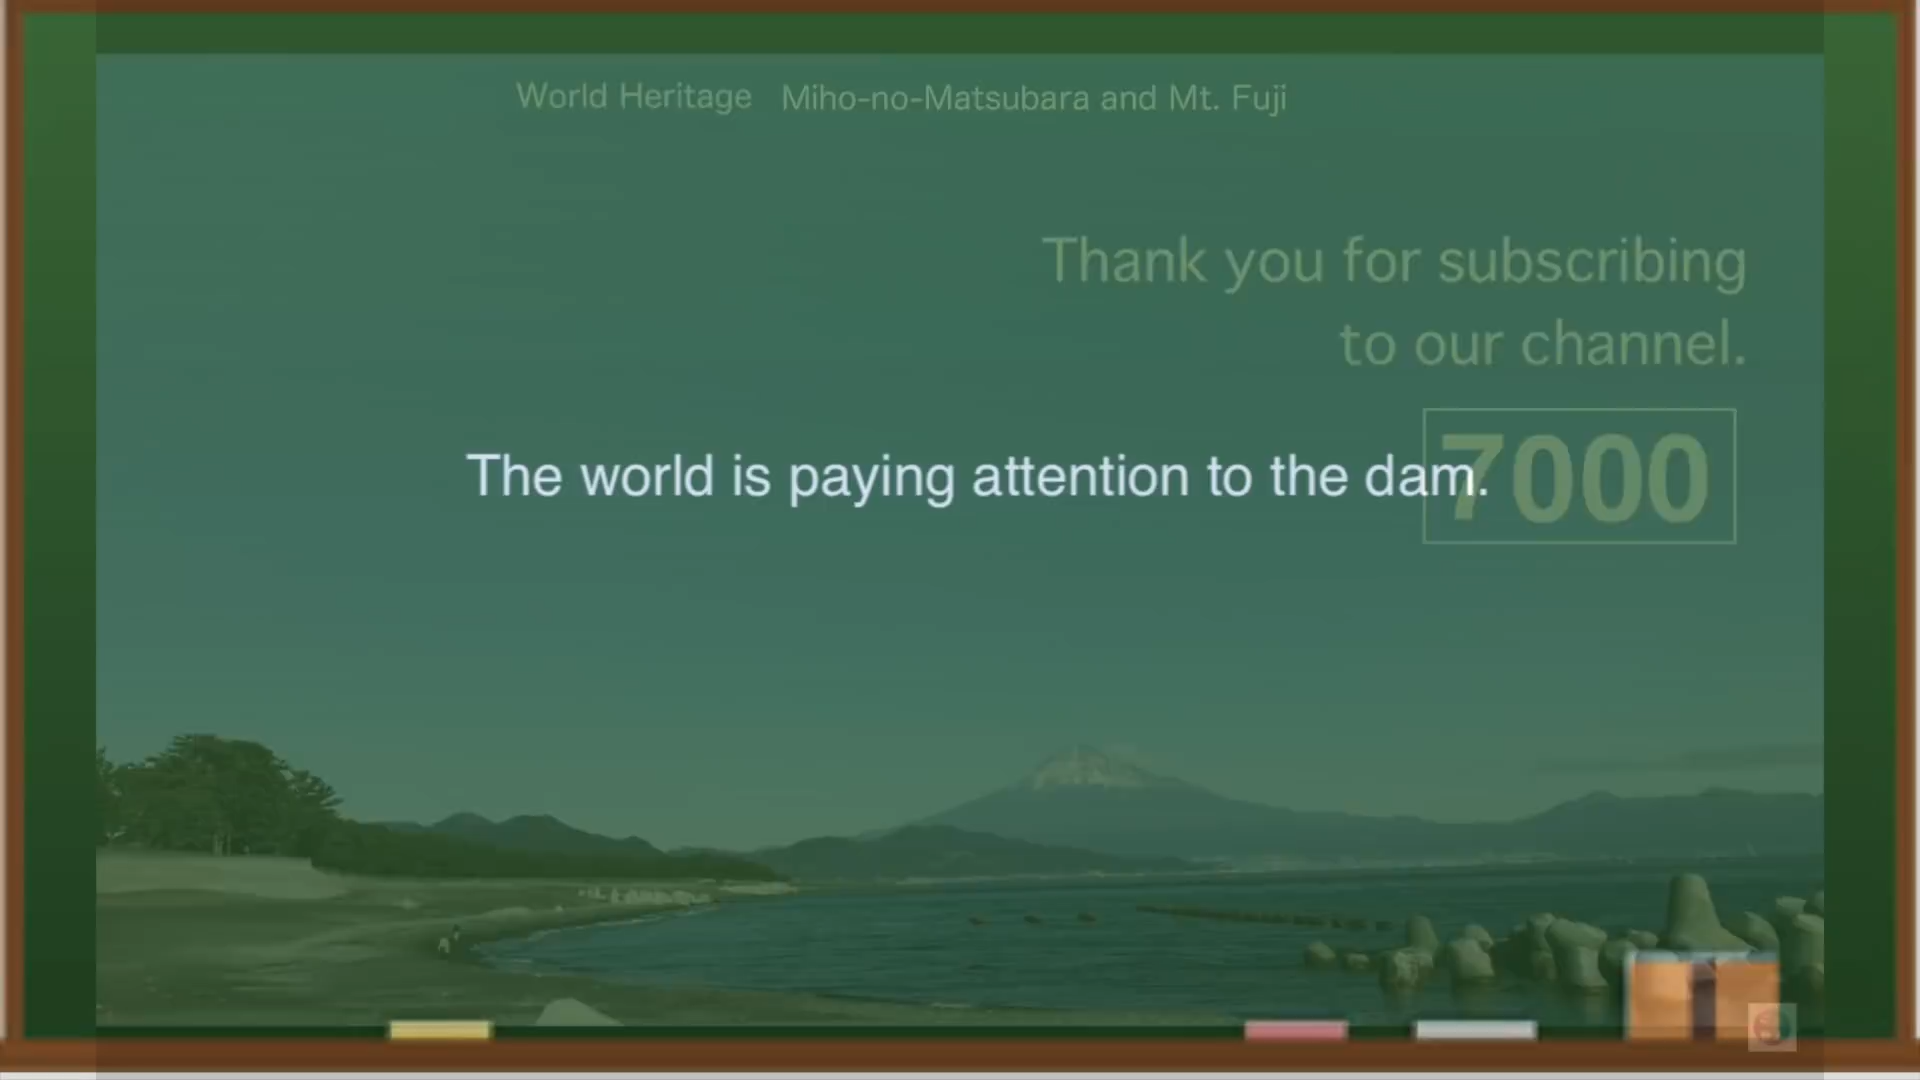 World Heritage Miho-no-Matsubara and Mt. Fuji
Thank you for subscribing
to our channel.
The world is paying attention to the dam.
7000